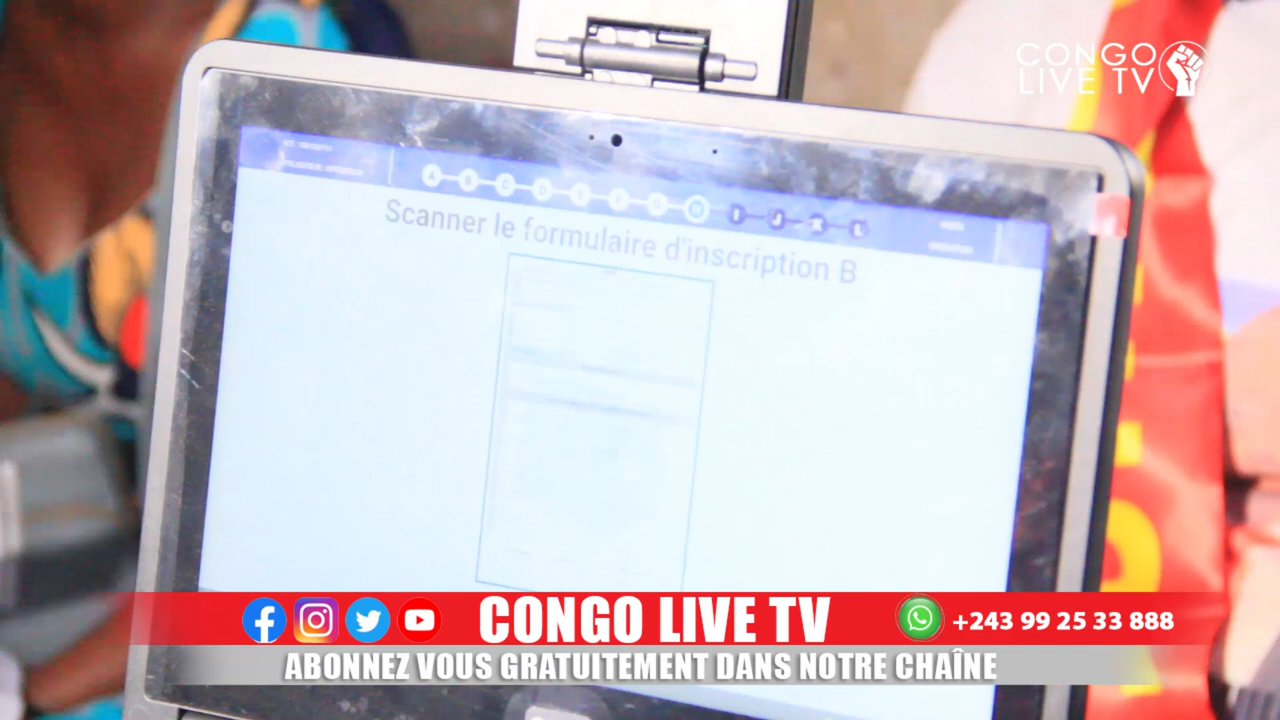 CONGO
LIVE TV
A B C D E F G H I J K L
Scanner le formulaire d'inscription B
CONGO LIVE TV
+243 99 25 33 888
ABONNEZ VOUS GRATUITEMENT DANS NOTRE CHAÎNE